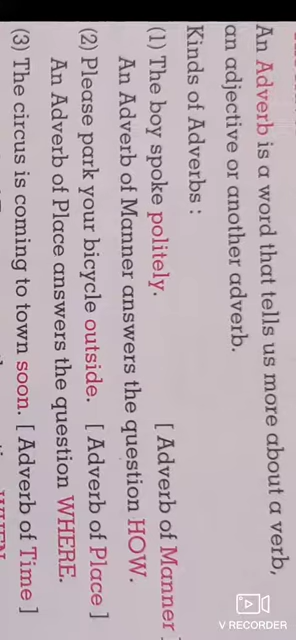 An Adverb is a word that tells us more about a verb,
an adjective or another adverb.
Kinds of Adverbs :
(1) The boy spoke politely. [ Adverb of Manner ]
An Adverb of Manner answers the question HOW.
(2) Please park your bicycle outside. [ Adverb of Place ]
An Adverb of Place answers the question WHERE.
(3) The circus is coming to town soon. [ Adverb of Time ]
WHEN
V RECORDER